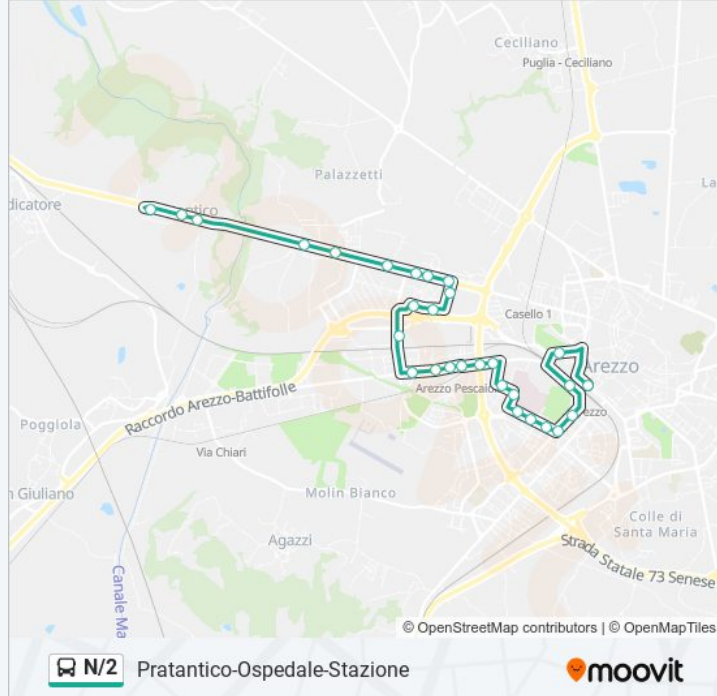 Ceciliano
Puglia - Ceciliano
Palazzetti
La
dicatore
ntico
Casello 1
Arezzo
Arezzo Pescaio
ezzo
Raccordo Arezzo-Battifolle
Poggiola
Via Chiari
n Giuliano
Molin Bianco
Colle di
Santa Maria
Agazzi
Strada Statale 73 Senese
Canale Ma
© OpenStreetMap contributors | © OpenMapTiles
N/2 Pratantico-Ospedale-Stazione
moovit